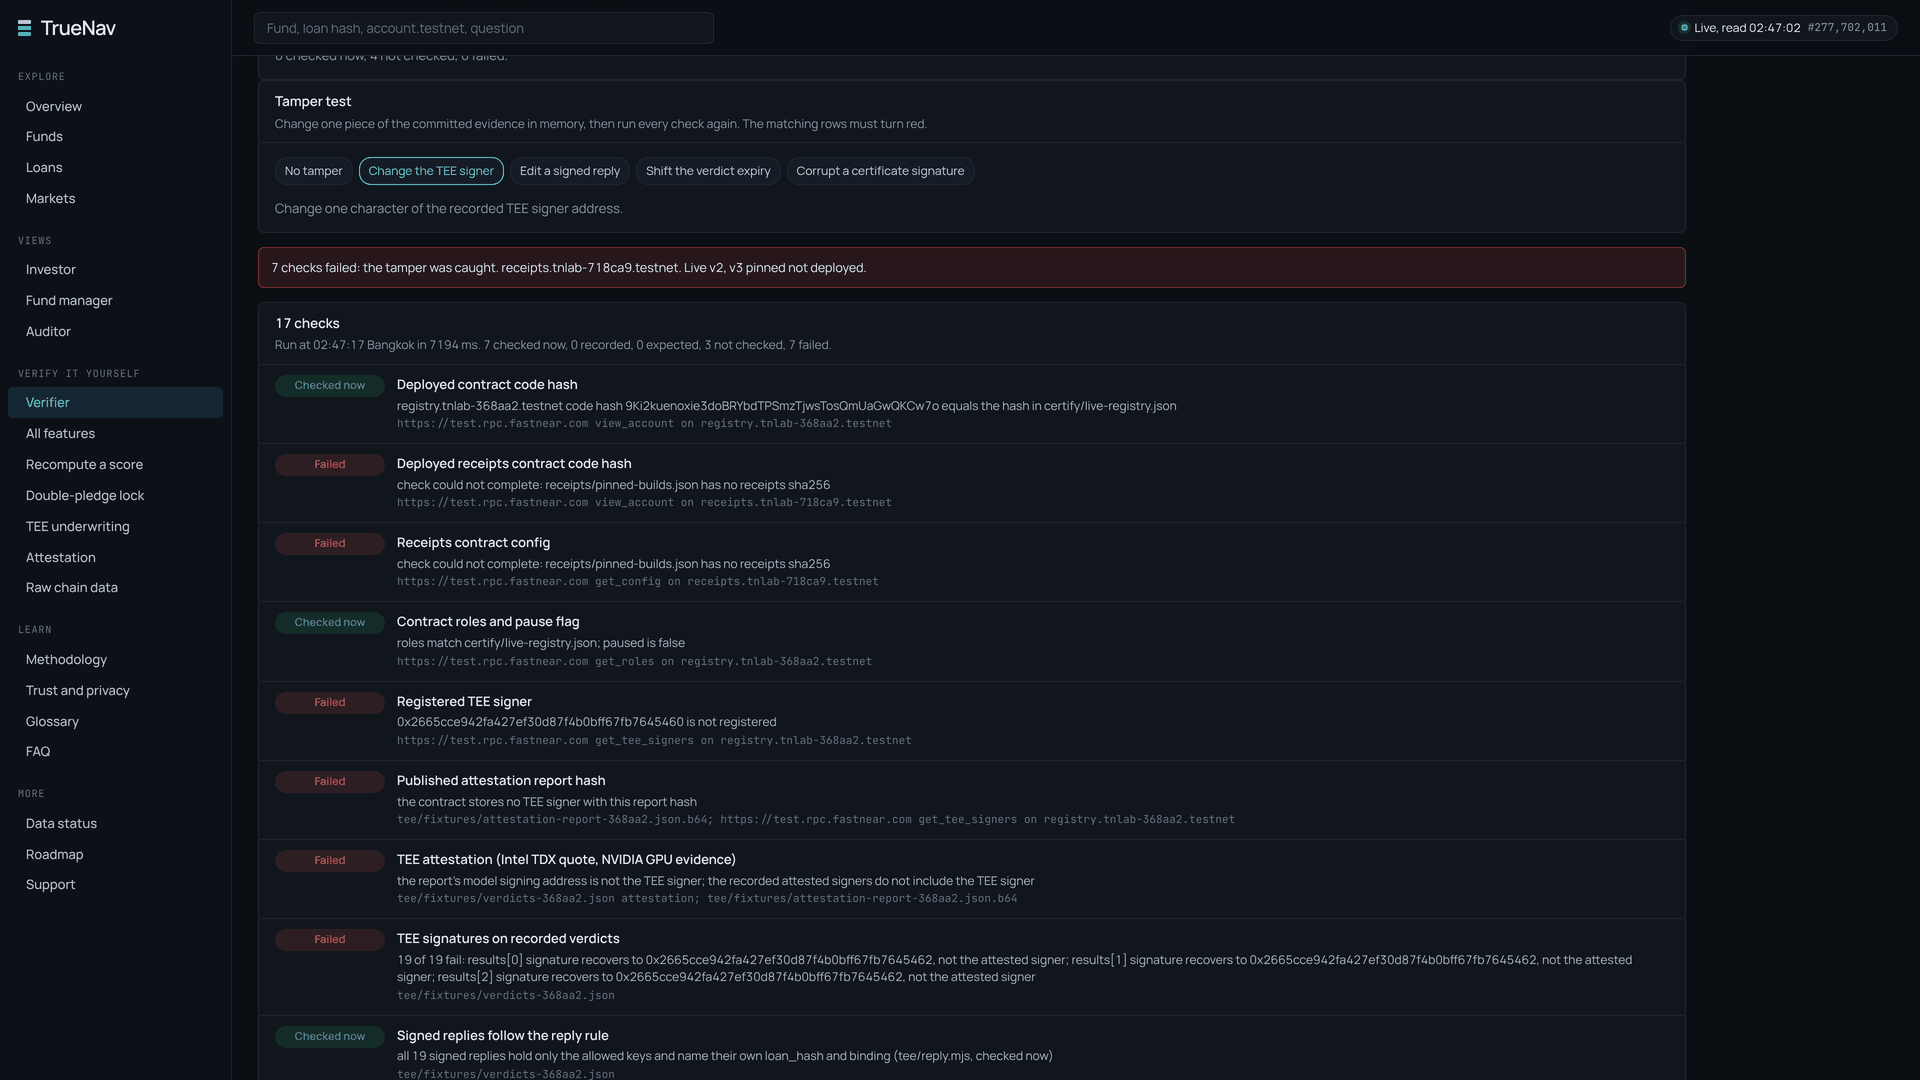 TrueNav
Fund, loan hash, account.testnet, question
Live, read 02:47:02 #277,702,011
EXPLORE
Overview
Funds
Loans
Markets
VIEWS
Investor
Fund manager
Auditor
VERIFY IT YOURSELF
Verifier
All features
Recompute a score
Double-pledge lock
TEE underwriting
Attestation
Raw chain data
LEARN
Methodology
Trust and privacy
Glossary
FAQ
MORE
Data status
Roadmap
Support
0 checked now, 4 not checked, 0 failed.
Tamper test
Change one piece of the committed evidence in memory, then run every check again. The matching rows must turn red.
No tamper
Change the TEE signer
Edit a signed reply
Shift the verdict expiry
Corrupt a certificate signature
Change one character of the recorded TEE signer address.
7 checks failed: the tamper was caught. receipts.tnlab-718ca9.testnet. Live v2, v3 pinned not deployed.
17 checks
Run at 02:47:17 Bangkok in 7194 ms. 7 checked now, 0 recorded, 0 expected, 3 not checked, 7 failed.
Checked now
Deployed contract code hash
registry.tnlab-368aa2.testnet code hash 9Ki2kuenoxie3doBRYbdTPSmzTjwsTosQmUaGwQKCw7o equals the hash in certify/live-registry.json
https://test.rpc.fastnear.com view_account on registry.tnlab-368aa2.testnet
Failed
Deployed receipts contract code hash
check could not complete: receipts/pinned-builds.json has no receipts sha256
https://test.rpc.fastnear.com view_account on receipts.tnlab-718ca9.testnet
Failed
Receipts contract config
check could not complete: receipts/pinned-builds.json has no receipts sha256
https://test.rpc.fastnear.com get_config on receipts.tnlab-718ca9.testnet
Checked now
Contract roles and pause flag
roles match certify/live-registry.json; paused is false
https://test.rpc.fastnear.com get_roles on registry.tnlab-368aa2.testnet
Failed
Registered TEE signer
0x2665cce942fa427ef30d87f4b0bff67fb7645460 is not registered
https://test.rpc.fastnear.com get_tee_signers on registry.tnlab-368aa2.testnet
Failed
Published attestation report hash
the contract stores no TEE signer with this report hash
tee/fixtures/attestation-report-368aa2.json.b64; https://test.rpc.fastnear.com get_tee_signers on registry.tnlab-368aa2.testnet
Failed
TEE attestation (Intel TDX quote, NVIDIA GPU evidence)
the report's model signing address is not the TEE signer; the recorded attested signers do not include the TEE signer
tee/fixtures/verdicts-368aa2.json attestation; tee/fixtures/attestation-report-368aa2.json.b64
Failed
TEE signatures on recorded verdicts
19 of 19 fail: results[0] signature recovers to 0x2665cce942fa427ef30d87f4b0bff67fb7645462, not the attested signer; results[1] signature recovers to 0x2665cce942fa427ef30d87f4b0bff67fb7645462, not the attested
signer; results[2] signature recovers to 0x2665cce942fa427ef30d87f4b0bff67fb7645462, not the attested signer
tee/fixtures/verdicts-368aa2.json
Checked now
Signed replies follow the reply rule
all 19 signed replies hold only the allowed keys and name their own loan_hash and binding (tee/reply.mjs, checked now)
tee/fixtures/verdicts-368aa2.json